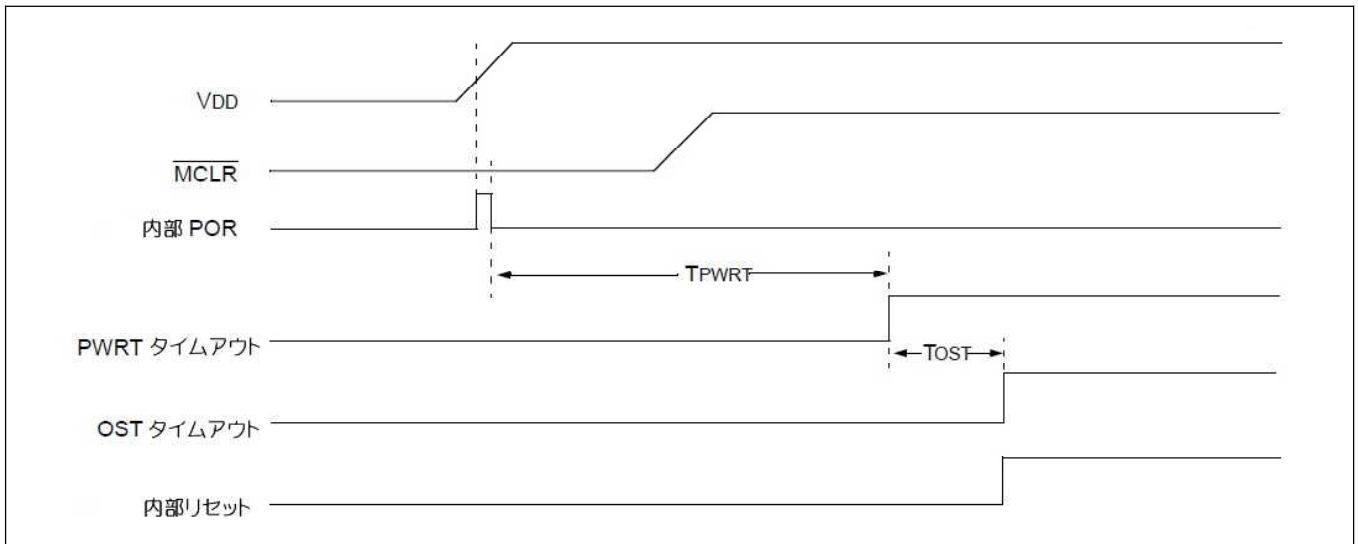 VDD
MCLR
内部 POR
TPWRT
PWRT タイムアウト
TOST
OST タイムアウト
内部リセット